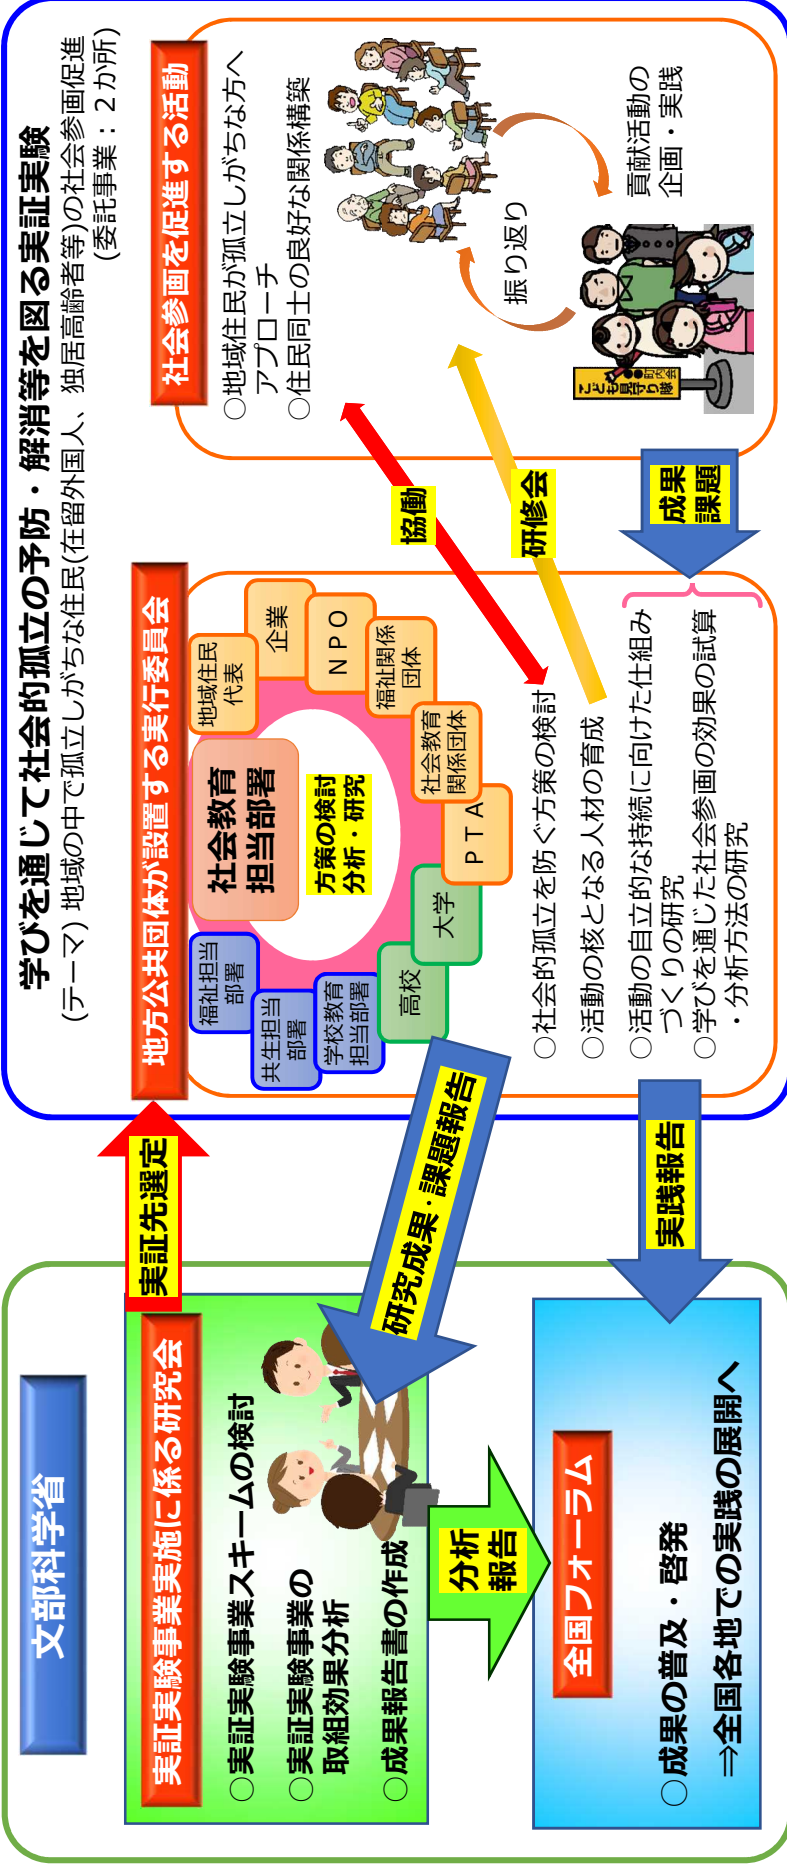 文部科学省
実証実験事業実施に係る研究会
○実証実験事業スキームの検討
○実証実験事業の
取組効果分析
○成果報告書の作成
分析
報告
全国フォーラム
○成果の普及・啓発
⇒全国各地での実践の展開へ
実証先選定
研究成果・課題報告
実践報告
学びを通じて社会的孤立の予防・解消等を図る実証実験
(テーマ) 地域の中で孤立しがちな住民(在留外国人、独居高齢者等)の社会参画促進
(委託事業：２か所)
地方公共団体が設置する実行委員会
福祉担当
部署
共生担当
部署
学校教育
担当部署
高校
大学
社会教育
担当部署
方策の検討
分析・研究
地域住民
代表
企業
ＮＰＯ
福祉関係
団体
社会教育
関係団体
ＰＴＡ
○社会的孤立を防ぐ方策の検討
○活動の核となる人材の育成
○活動の自立的な持続に向けた仕組み
づくりの研究
○学びを通じた社会参画の効果の試算
・分析方法の研究
協働
研修会
成果
課題
社会参画を促進する活動
○地域住民が孤立しがちな方へ
アプローチ
○住民同士の良好な関係構築
振り返り
貢献活動の
企画・実践
こども見守り隊
●●町内会